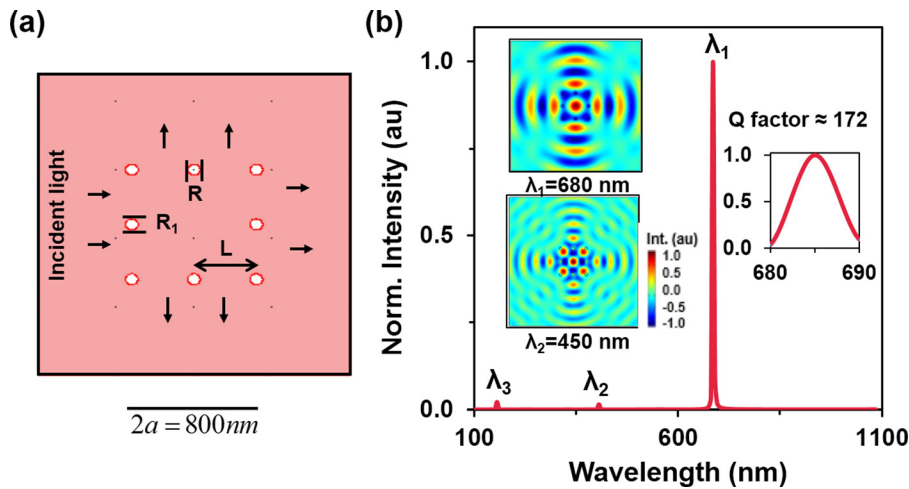 (a)
Incident light
R
R₁
L
2a = 800nm
(b)
Norm. Intensity (au)
1.0
0.5
0.0
λ₁
λ₁=680 nm
λ₂=450 nm
Int. (au)
1.0
0.5
0.0
-0.5
-1.0
Q factor ≈ 172
1.0
0.5
0.0
680 690
λ₃
λ₂
100 600 1100
Wavelength (nm)